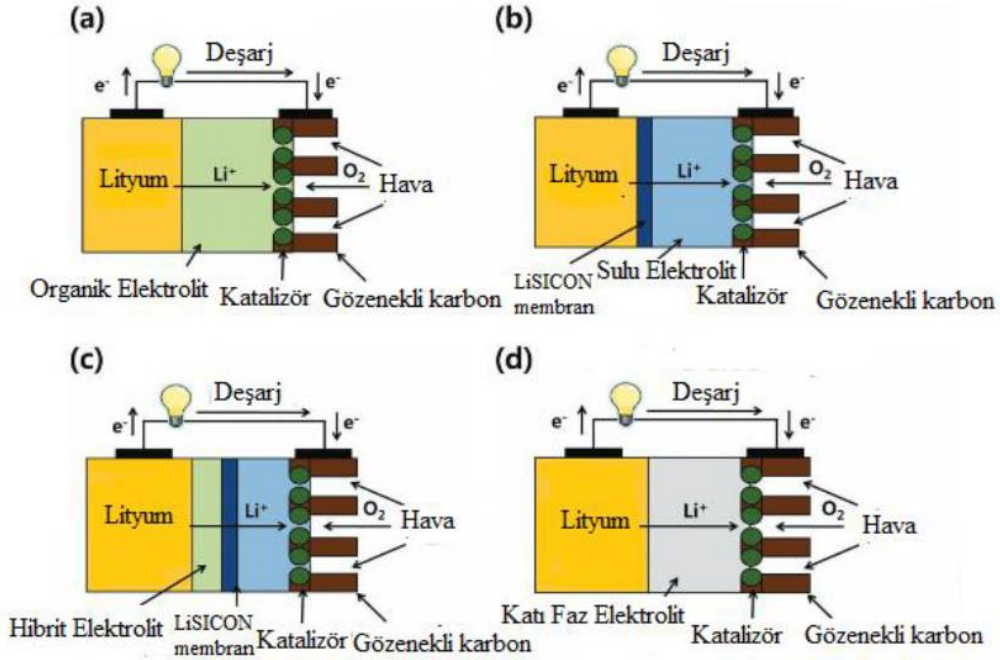 (a)
Deşarj
e⁻
e⁻
Lityum
Li⁺
O₂
Hava
Organik Elektrolit
Katalizör
Gözenekli karbon
(b)
Deşarj
e⁻
e⁻
Lityum
Li⁺
O₂
Hava
LiSICON
membran
Sulu Elektrolit
Katalizör
Gözenekli karbon
(c)
Deşarj
e⁻
e⁻
Lityum
Li⁺
O₂
Hava
Hibrit Elektrolit
LiSICON
membran
Katalizör
Gözenekli karbon
(d)
Deşarj
e⁻
e⁻
Lityum
Li⁺
O₂
Hava
Katı Faz Elektrolit
Katalizör
Gözenekli karbon